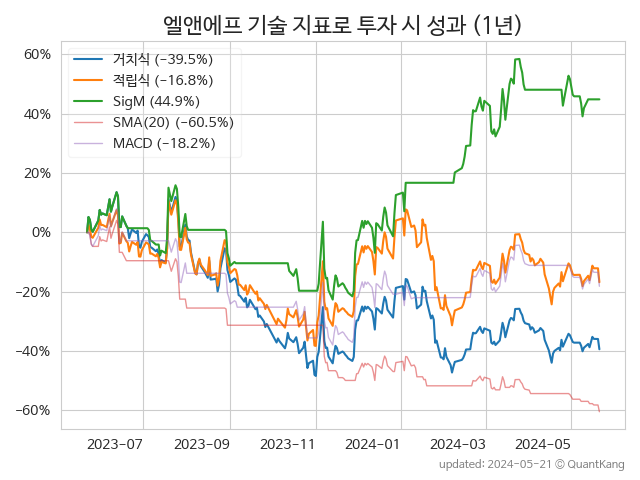 엘앤에프 기술 지표로 투자 시 성과 (1년)
60%
40%
20%
0%
−20%
−40%
−60%
거치식 (−39.5%)
적립식 (−16.8%)
SigM (44.9%)
SMA(20) (−60.5%)
MACD (−18.2%)
2023-07 2023-09 2023-11 2024-01 2024-03 2024-05
updated: 2024-05-21 © QuantKang